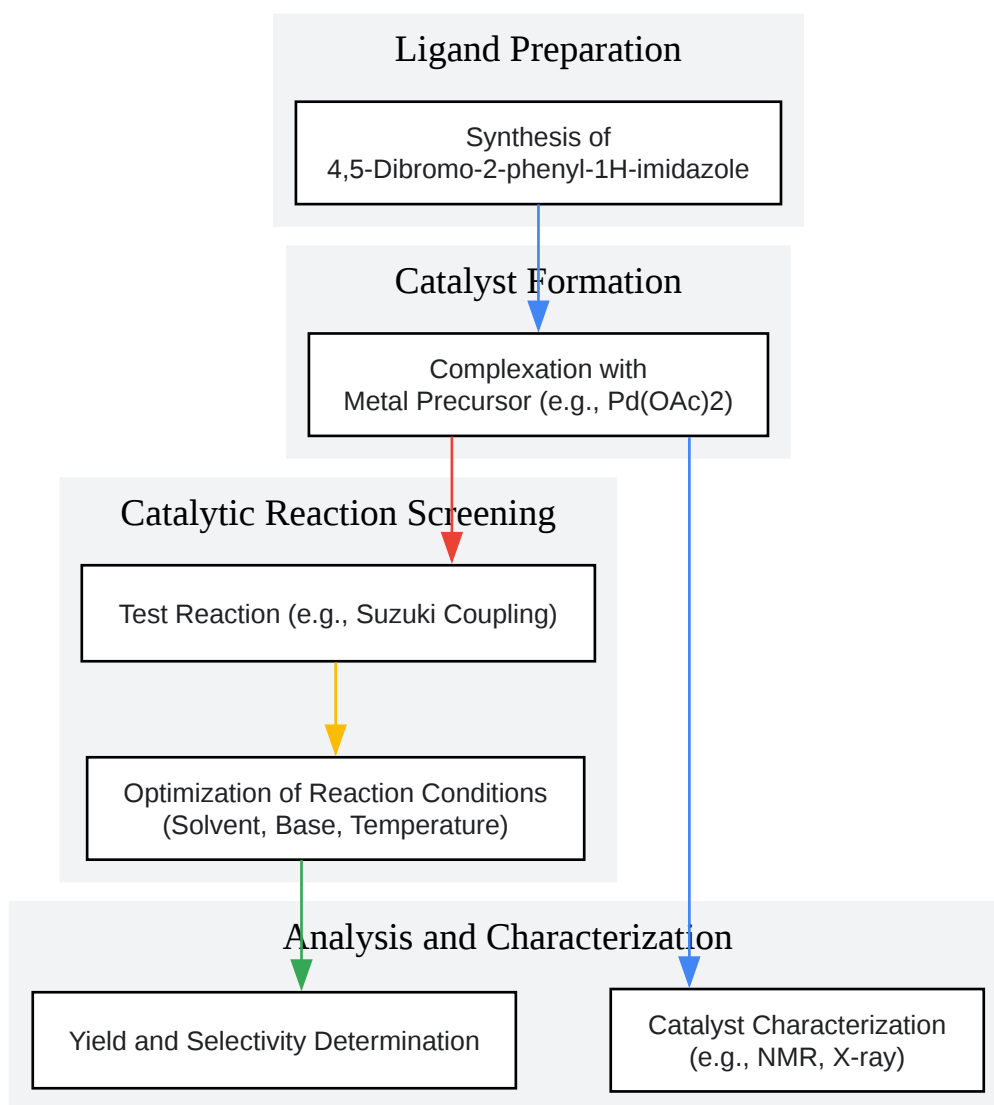 Ligand Preparation
Synthesis of
4,5-Dibromo-2-phenyl-1H-imidazole
Catalyst Formation
Complexation with
Metal Precursor (e.g., Pd(OAc)2)
Catalytic Reaction Screening
Test Reaction (e.g., Suzuki Coupling)
Optimization of Reaction Conditions
(Solvent, Base, Temperature)
Analysis and Characterization
Yield and Selectivity Determination
Catalyst Characterization
(e.g., NMR, X-ray)